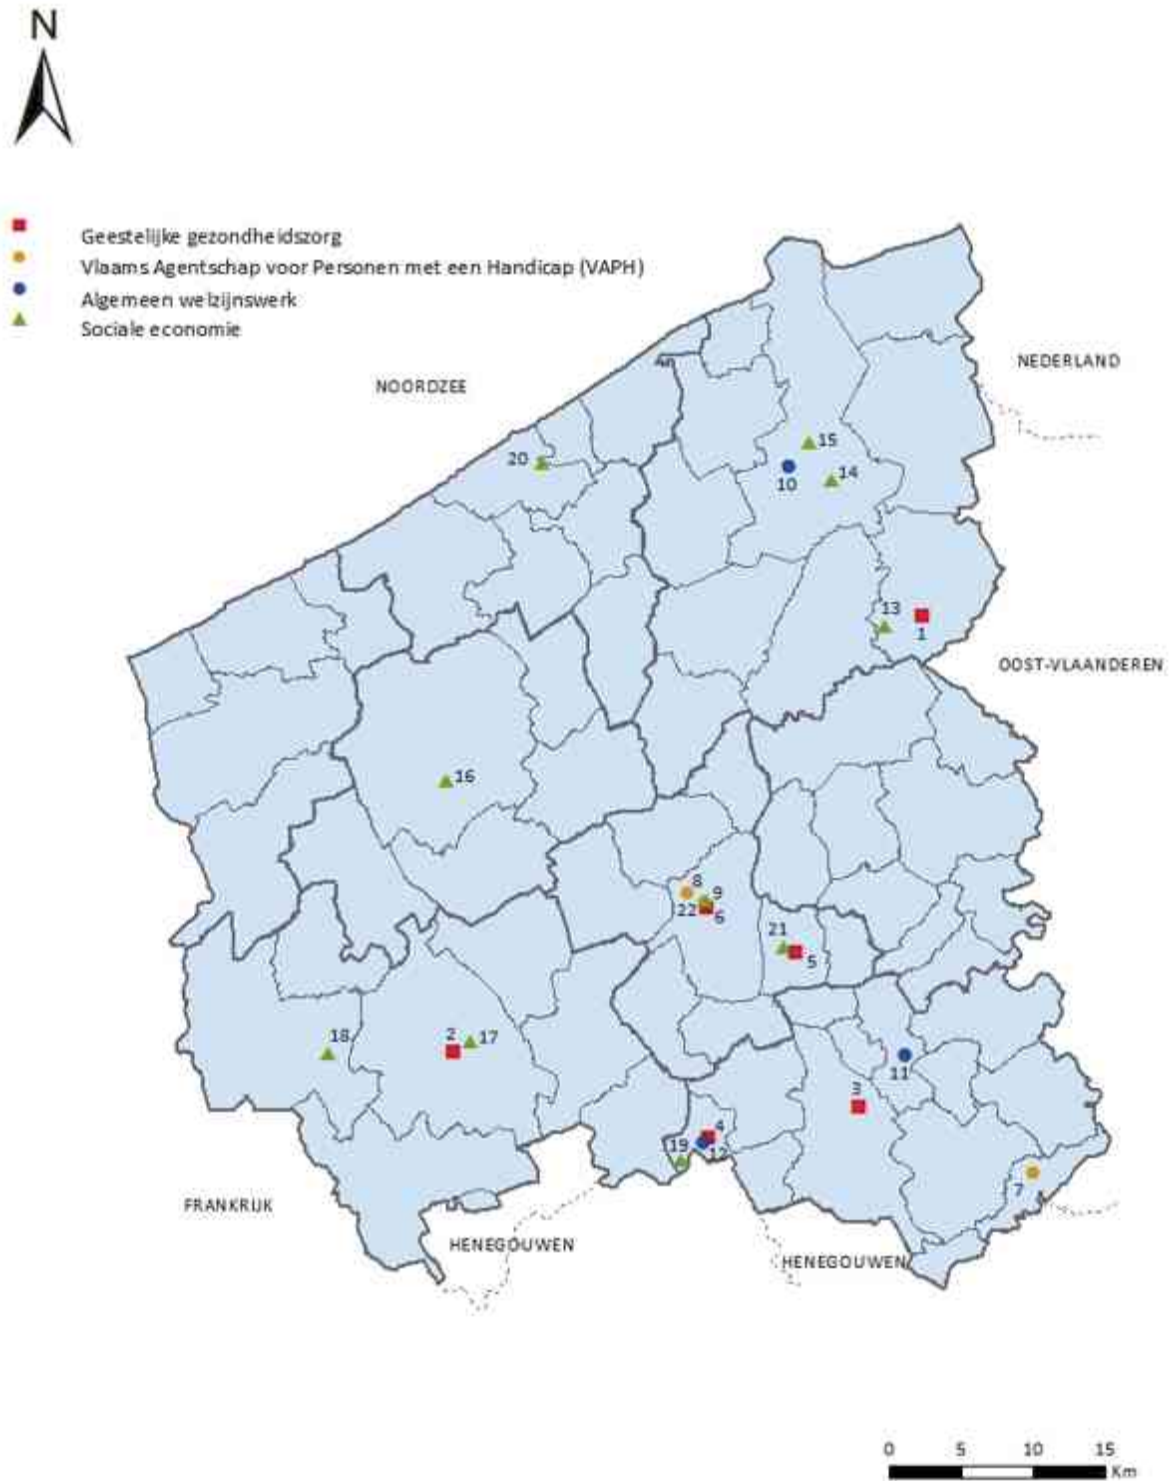 N
Geestelijke gezondheidszorg
Vlaams Agentschap voor Personen met een Handicap (VAPH)
Algemeen welzijnswerk
Sociale economie
NOORDZEE
NEDERLAND
20
15
14
10
13
1
OOST-VLAANDEREN
16
8
9
22
6
21
5
18
2
17
11
3
4
12
19
7
FRANKRIJK
HENEGOUWEN
HENEGOUWEN
0 5 10 15
Km